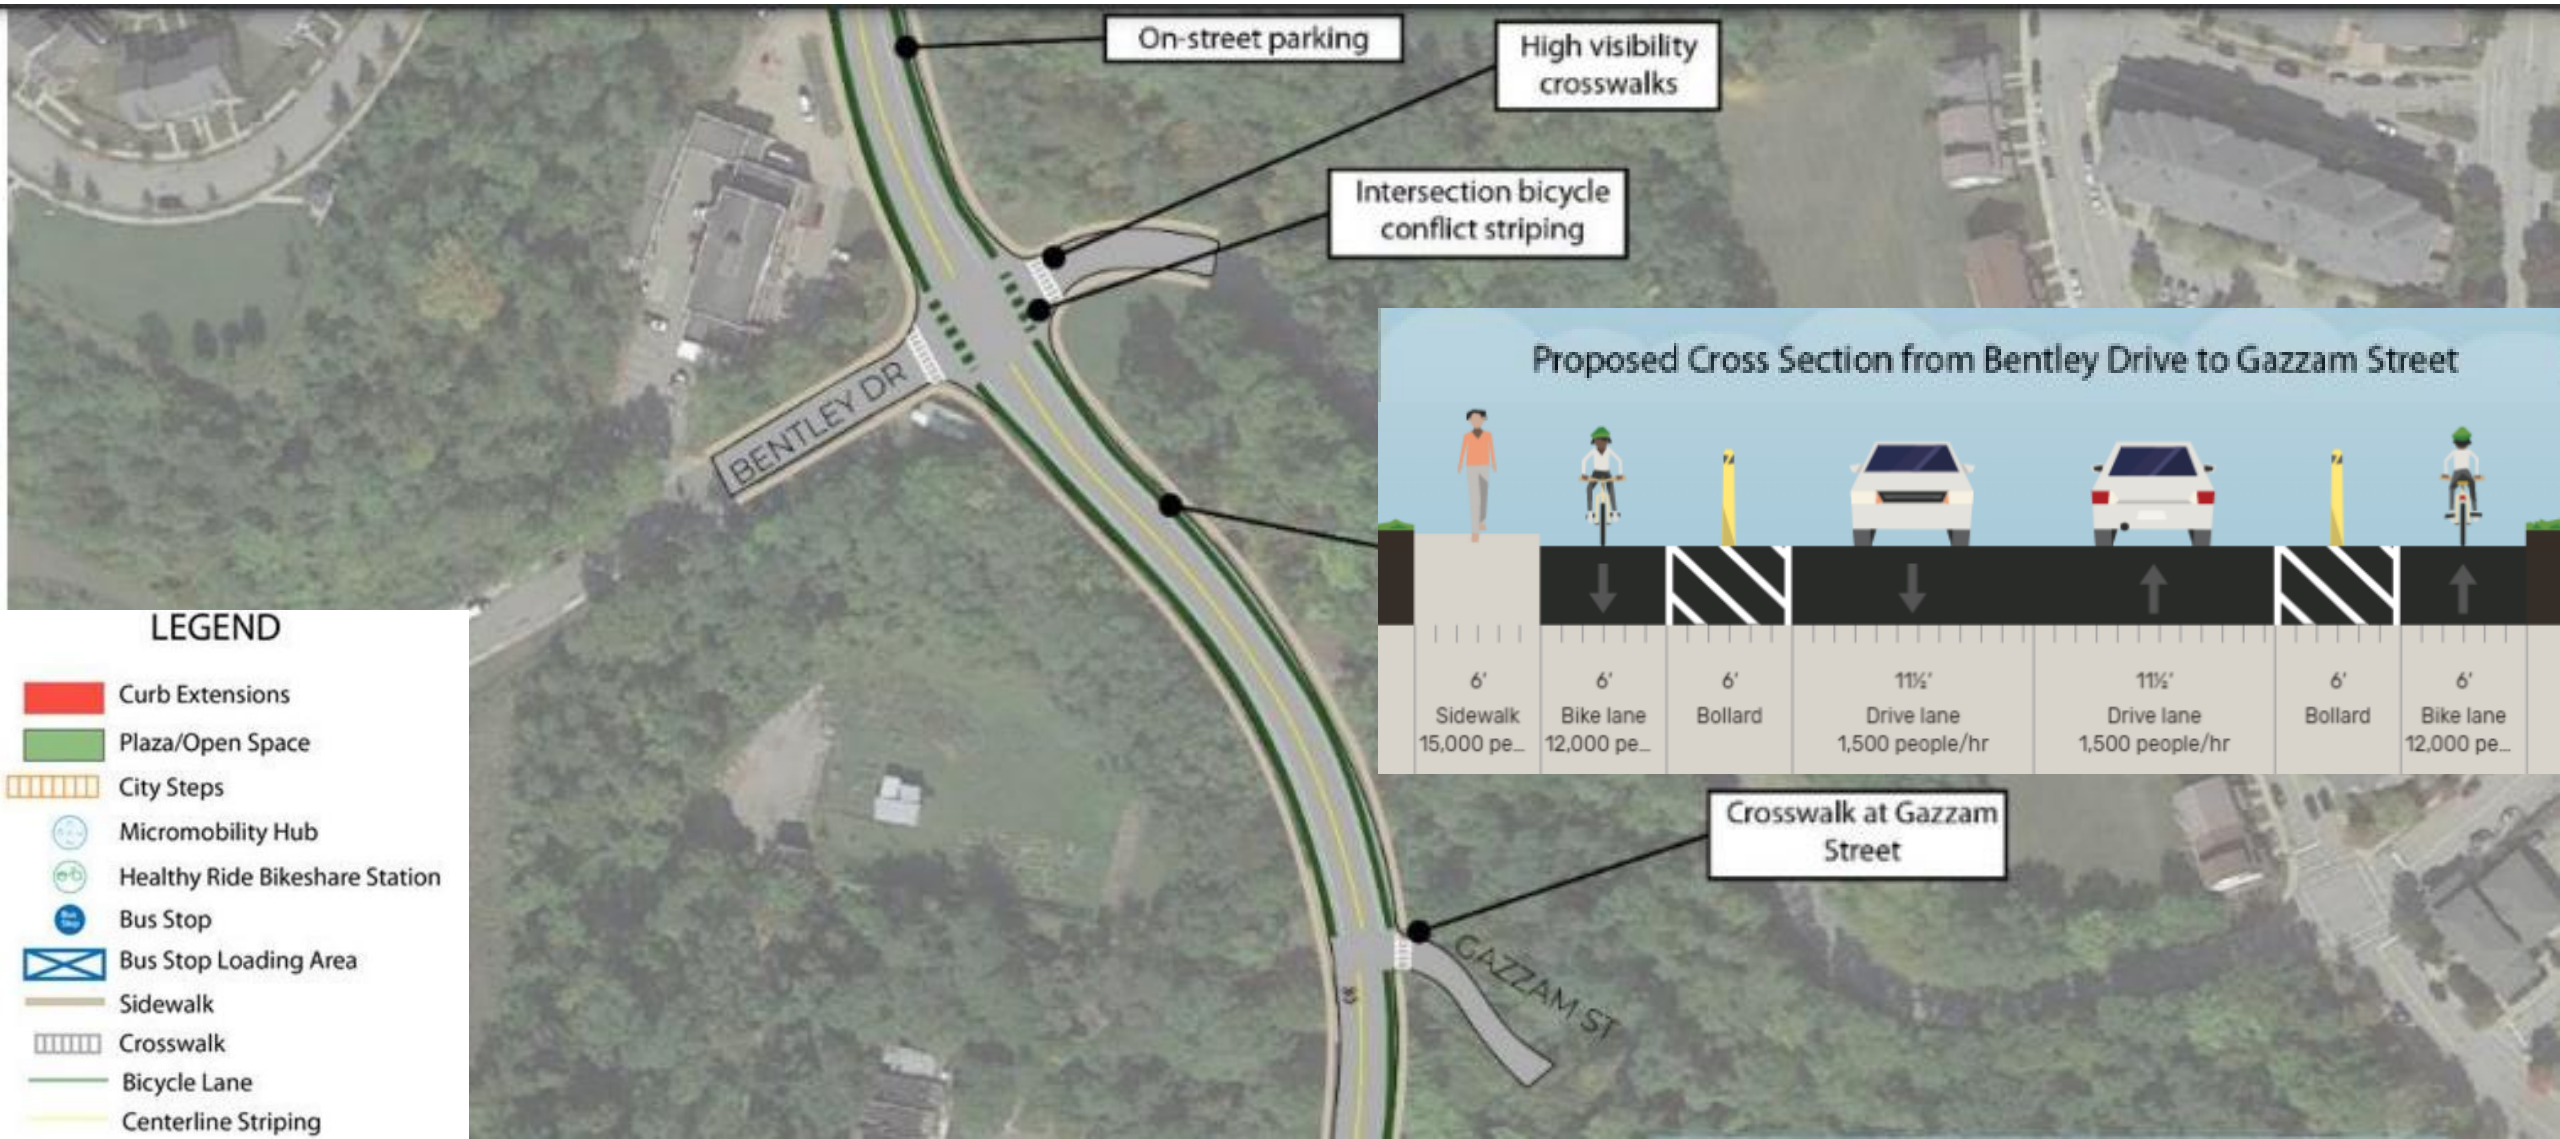 On-street parking
High visibility
crosswalks
Intersection bicycle
conflict striping
BENTLEY DR
Proposed Cross Section from Bentley Drive to Gazzam Street
6' 6' 6' 11½' 11½' 6' 6'
Sidewalk Bike lane Bollard Drive lane Drive lane Bollard Bike lane
15,000 pe... 12,000 pe... 1,500 people/hr 1,500 people/hr 12,000 pe...
Crosswalk at Gazzam
Street
GAZZAM ST
LEGEND
Curb Extensions
Plaza/Open Space
City Steps
Micromobility Hub
Healthy Ride Bikeshare Station
Bus Stop
Bus Stop
Bus Stop Loading Area
Sidewalk
Crosswalk
Bicycle Lane
Centerline Striping